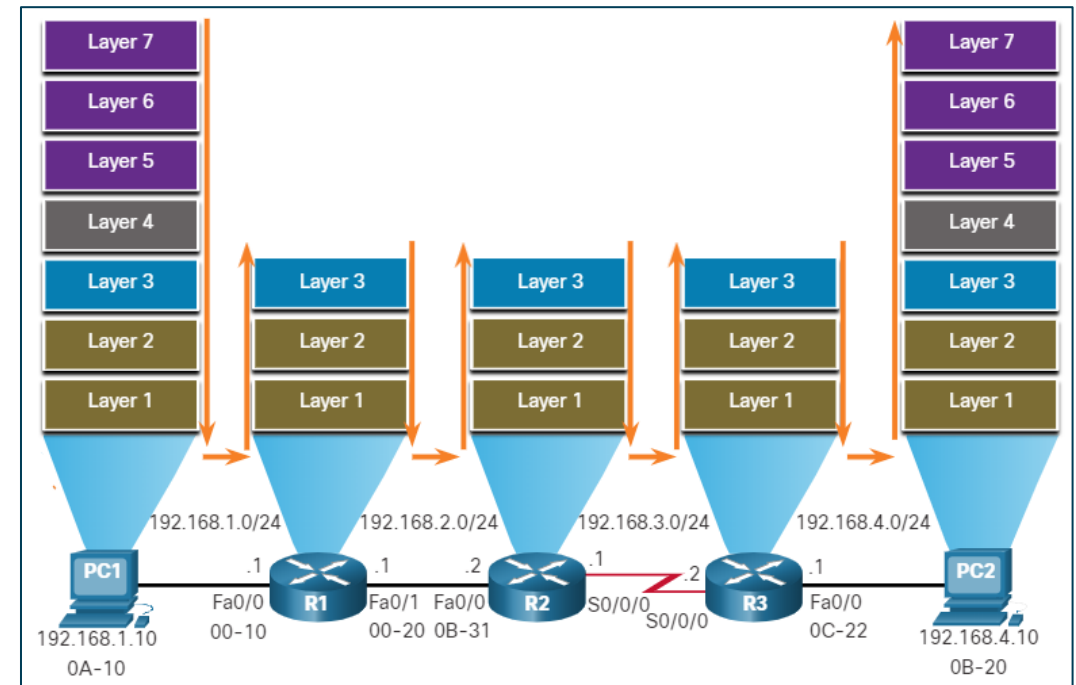 Layer 7
Layer 6
Layer 5
Layer 4
Layer 3
Layer 2
Layer 1
Layer 3
Layer 2
Layer 1
Layer 3
Layer 2
Layer 1
Layer 3
Layer 2
Layer 1
Layer 7
Layer 6
Layer 5
Layer 4
Layer 3
Layer 2
Layer 1
192.168.1.0/24
192.168.2.0/24
192.168.3.0/24
192.168.4.0/24
PC1
192.168.1.10
0A-10
.1
Fa0/0
00-10
R1
.1
Fa0/1
00-20
.2
Fa0/0
0B-31
R2
.1
S0/0/0
.2
S0/0/0
R3
.1
Fa0/0
0C-22
PC2
192.168.4.10
0B-20